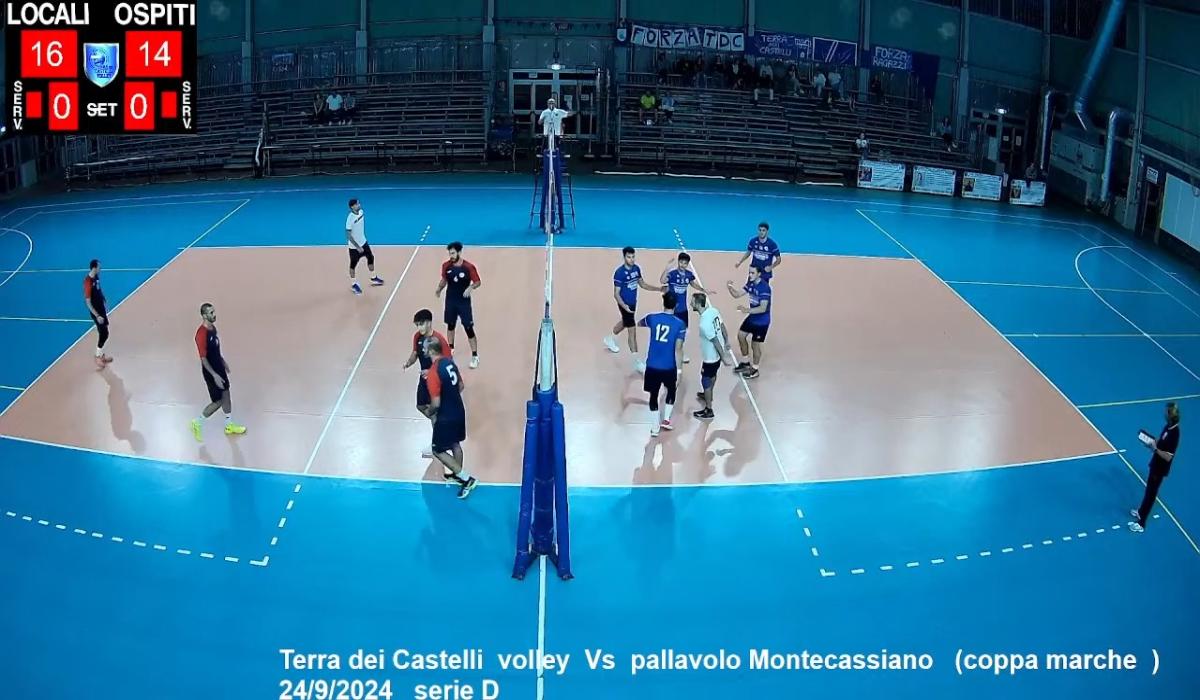 LOCALI OSPITI
16 14
SERV. 0 SET 0 SERV.
FORZA TDC
TERRA
CASTELLI
FORZA
RAGAZZI
12
5
Terra dei Castelli volley Vs pallavolo Montecassiano (coppa marche )
24/9/2024 serie D